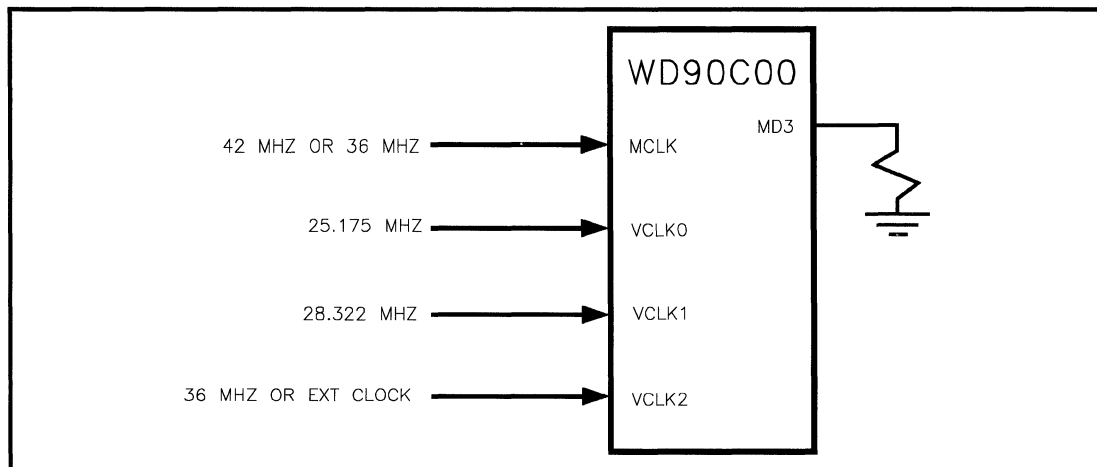 WD90C00
MD3
42 MHZ OR 36 MHZ MCLK
25.175 MHZ VCLK0
28.322 MHZ VCLK1
36 MHZ OR EXT CLOCK VCLK2